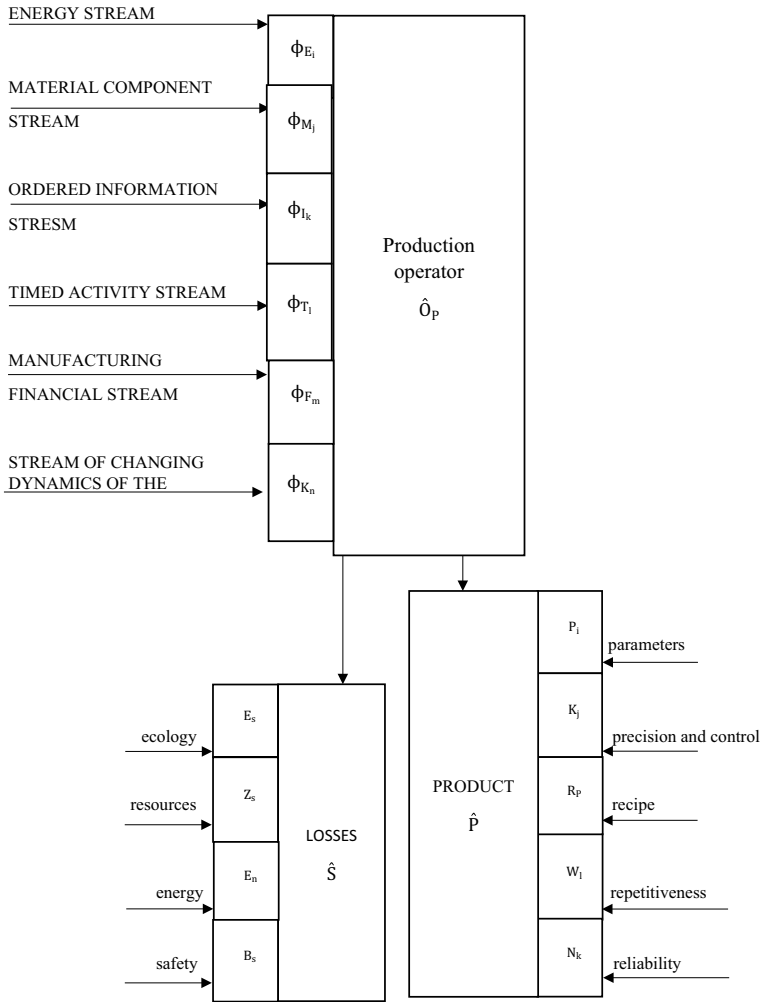 ENERGY STREAM
ϕEᵢ
MATERIAL COMPONENT
STREAM
ϕMⱼ
ORDERED INFORMATION
STRESM
ϕIₖ
TIMED ACTIVITY STREAM
ϕTₗ
MANUFACTURING
FINANCIAL STREAM
ϕFₘ
STREAM OF CHANGING
DYNAMICS OF THE
ϕKₙ
Production
operator
Ôₚ
ecology
Eₛ
resources
Zₛ
energy
Eₙ
safety
Bₛ
LOSSES
Ŝ
PRODUCT
P̂
Pᵢ
parameters
Kⱼ
precision and control
Rₚ
recipe
Wₗ
repetitiveness
Nₖ
reliability